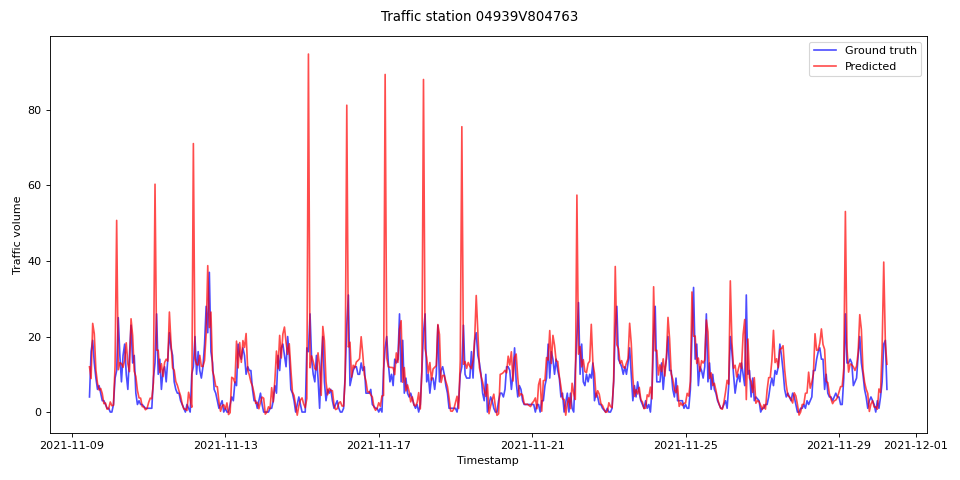 Traffic station 04939V804763
Ground truth
Predicted
Traffic volume
80
60
40
20
0
2021-11-09
2021-11-13
2021-11-17
2021-11-21
2021-11-25
2021-11-29
2021-12-01
Timestamp